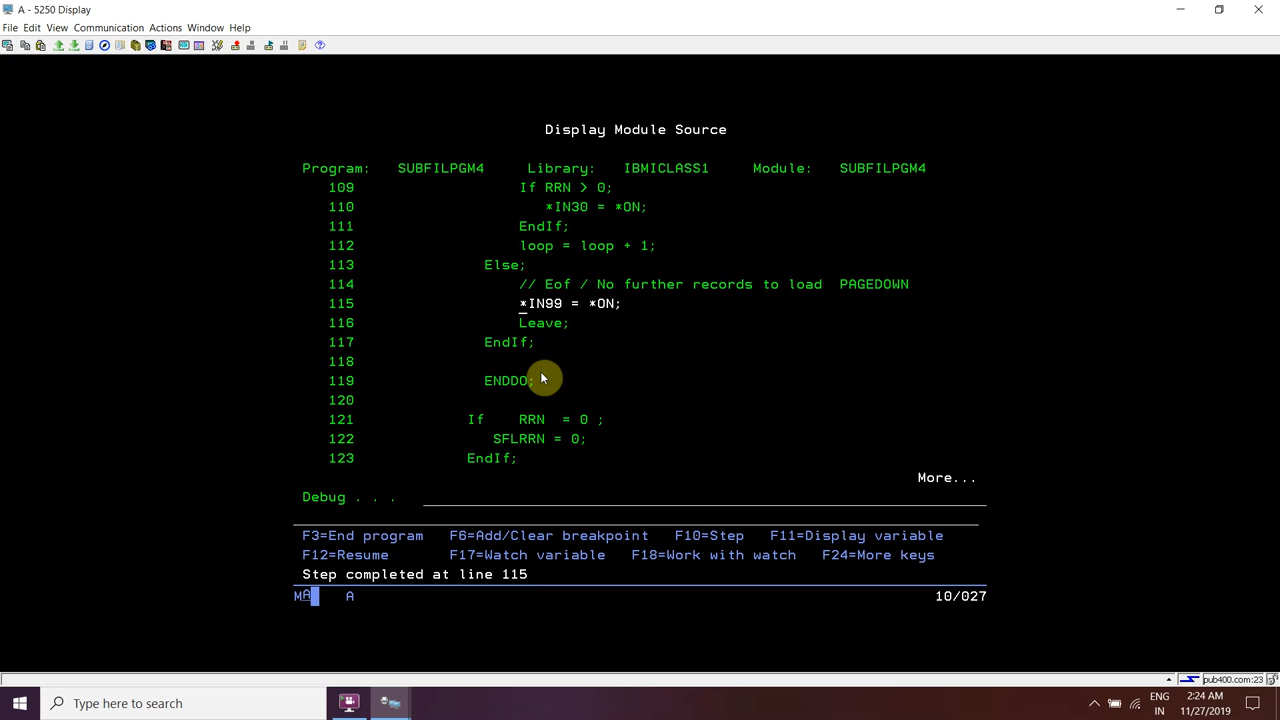 A - 5250 Display
File Edit View Communication Actions Window Help
Display Module Source
Program: SUBFILPGM4 Library: IBMICLASS1 Module: SUBFILPGM4
109 If RRN > 0;
110 *IN30 = *ON;
111 EndIf;
112 loop = loop + 1;
113 Else;
114 // Eof / No further records to load PAGEDOWN
115 *IN99 = *ON;
116 Leave;
117 EndIf;
118
119 ENDDO;
120
121 If RRN = 0 ;
122 SFLRRN = 0;
123 EndIf;
More...
Debug . . .
F3=End program F6=Add/Clear breakpoint F10=Step F11=Display variable
F12=Resume F17=Watch variable F18=Work with watch F24=More keys
Step completed at line 115
MA A 10/027
pub400.com:23
Type here to search
ENG 2:24 AM
IN 11/27/2019